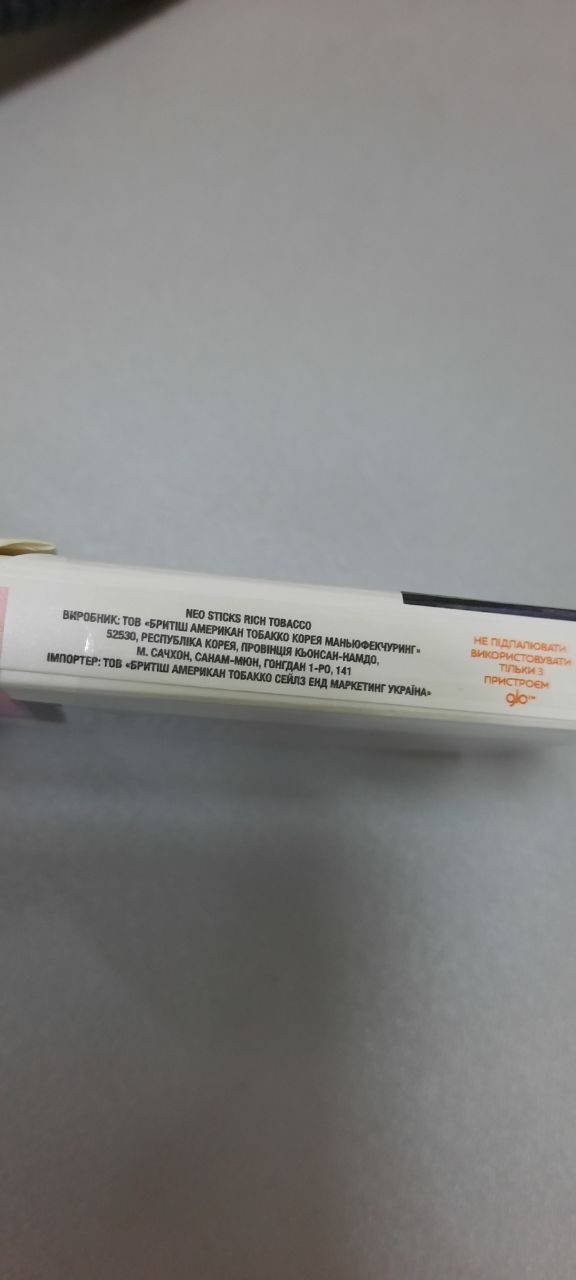 NEO STICKS RICH TOBACCO
ВИРОБНИК: ТОВ «БРИТІШ АМЕРИКАН ТОБАККО КОРЕЯ МАНЬЮФЕКЧУРИНГ»
52530, РЕСПУБЛІКА КОРЕЯ, ПРОВІНЦІЯ КЬОНСАН-НАМДО,
М. САЧХОН, САНАМ-МЮН, ГОНГДАН 1-РО, 141
ІМПОРТЕР: ТОВ «БРИТІШ АМЕРИКАН ТОБАККО СЕЙЛЗ ЕНД МАРКЕТИНГ УКРАЇНА»
НЕ ПІДПАЛЮВАТИ
ВИКОРИСТОВУВАТИ
ТІЛЬКИ З
ПРИСТРОЄМ
glo™